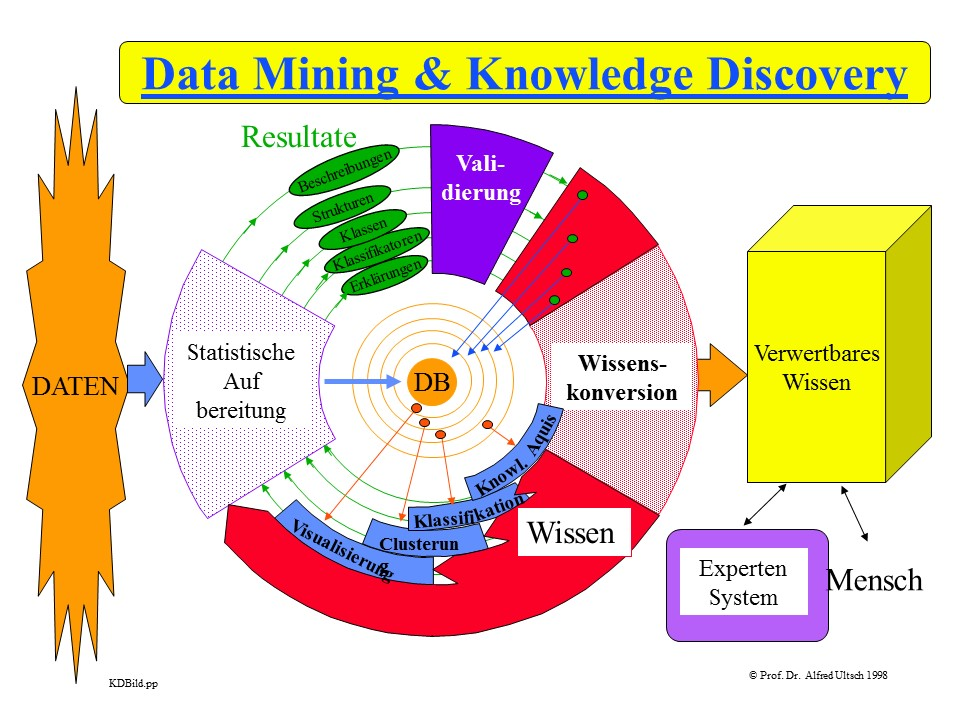 Data Mining & Knowledge Discovery
Resultate
Beschreibungen
Strukturen
Klassen
Klassifikatoren
Erklärungen
Vali-
dierung
DATEN
Statistische
Auf
bereitung
DB
Wissens-
konversion
Verwertbares
Wissen
Knowl. Aquis
Klassifikation
Clusterun
g
Visualisierung
Wissen
Experten
System
Mensch
KDBild.pp
© Prof. Dr. Alfred Ultsch 1998